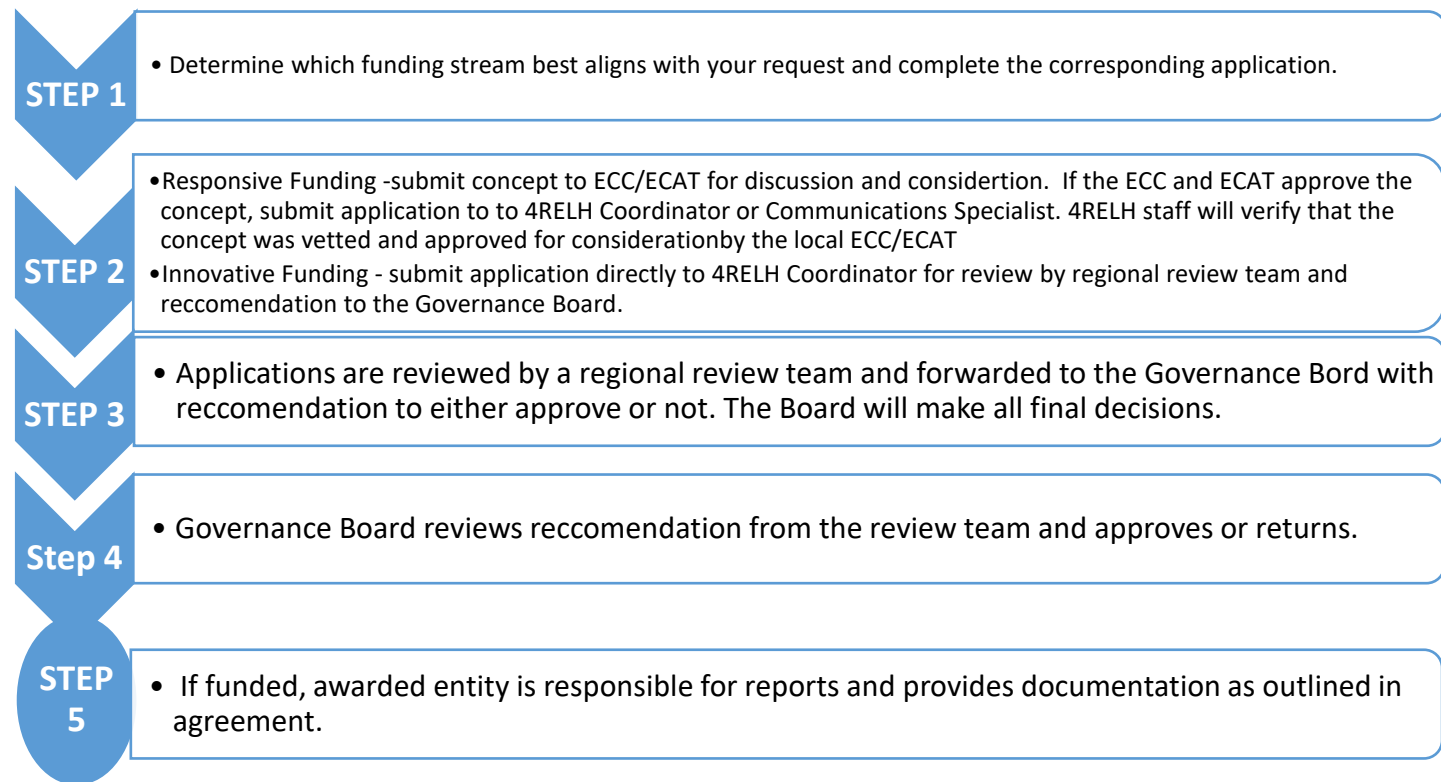 STEP 1
• Determine which funding stream best aligns with your request and complete the corresponding application.
STEP 2
•Responsive Funding -submit concept to ECC/ECAT for discussion and considertion. If the ECC and ECAT approve the
concept, submit application to to 4RELH Coordinator or Communications Specialist. 4RELH staff will verify that the
concept was vetted and approved for considerationby the local ECC/ECAT
•Innovative Funding - submit application directly to 4RELH Coordinator for review by regional review team and
reccomendation to the Governance Board.
STEP 3
• Applications are reviewed by a regional review team and forwarded to the Governance Bord with
reccomendation to either approve or not. The Board will make all final decisions.
Step 4
• Governance Board reviews reccomendation from the review team and approves or returns.
STEP
5
• If funded, awarded entity is responsible for reports and provides documentation as outlined in
agreement.